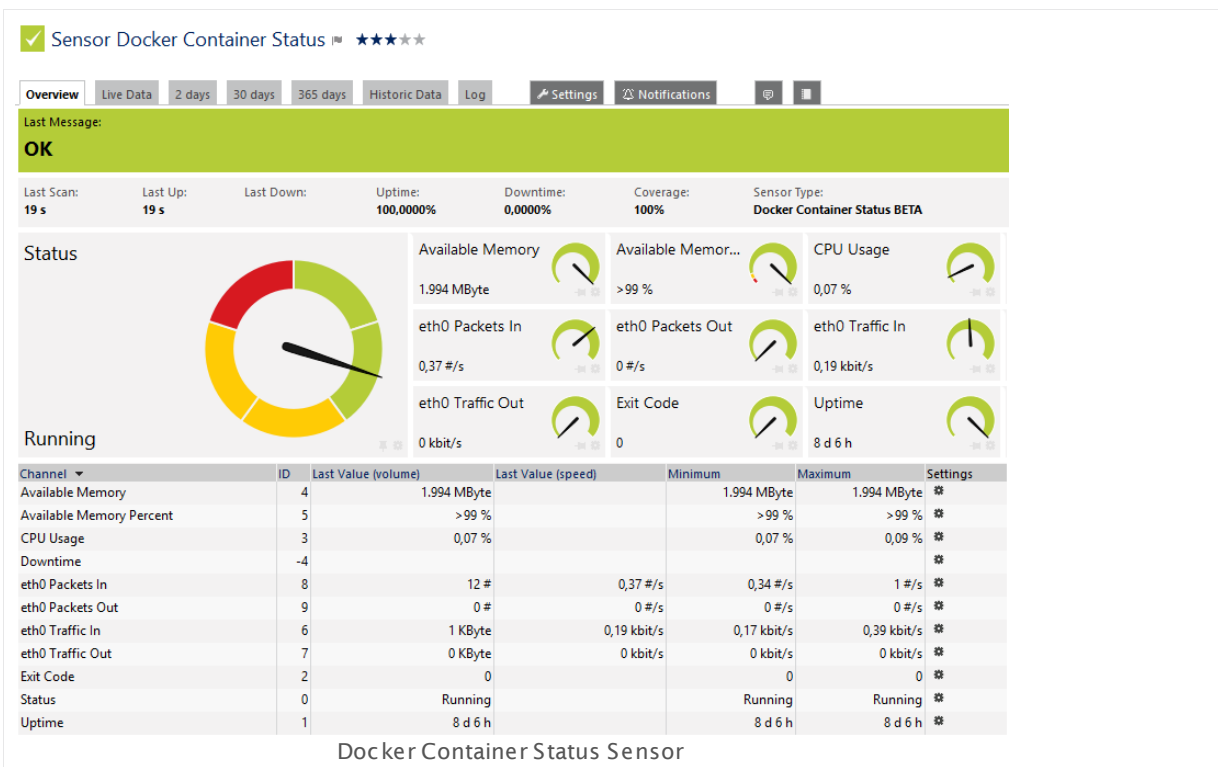 Sensor Docker Container Status
Overview Live Data 2 days 30 days 365 days Historic Data Log Settings Notifications
Last Message:
OK
Last Scan: Last Up: Last Down: Uptime: Downtime: Coverage: Sensor Type:
19 s 19 s 100,0000% 0,0000% 100% Docker Container Status BETA
Status
Running
Available Memory Available Memor... CPU Usage
1.994 MByte >99 % 0,07 %
eth0 Packets In eth0 Packets Out eth0 Traffic In
0,37 #/s 0 #/s 0,19 kbit/s
eth0 Traffic Out Exit Code Uptime
0 kbit/s 0 8 d 6 h
Channel ID Last Value (volume) Last Value (speed) Minimum Maximum Settings
Available Memory 4 1.994 MByte 1.994 MByte 1.994 MByte
Available Memory Percent 5 >99 % >99 % >99 %
CPU Usage 3 0,07 % 0,07 % 0,09 %
Downtime -4
eth0 Packets In 8 12 # 0,37 #/s 0,34 #/s 1 #/s
eth0 Packets Out 9 0 # 0 #/s 0 #/s 0 #/s
eth0 Traffic In 6 1 KByte 0,19 kbit/s 0,17 kbit/s 0,39 kbit/s
eth0 Traffic Out 7 0 KByte 0 kbit/s 0 kbit/s 0 kbit/s
Exit Code 2 0 0 0
Status 0 Running Running Running
Uptime 1 8 d 6 h 8 d 6 h 8 d 6 h
Docker Container Status Sensor